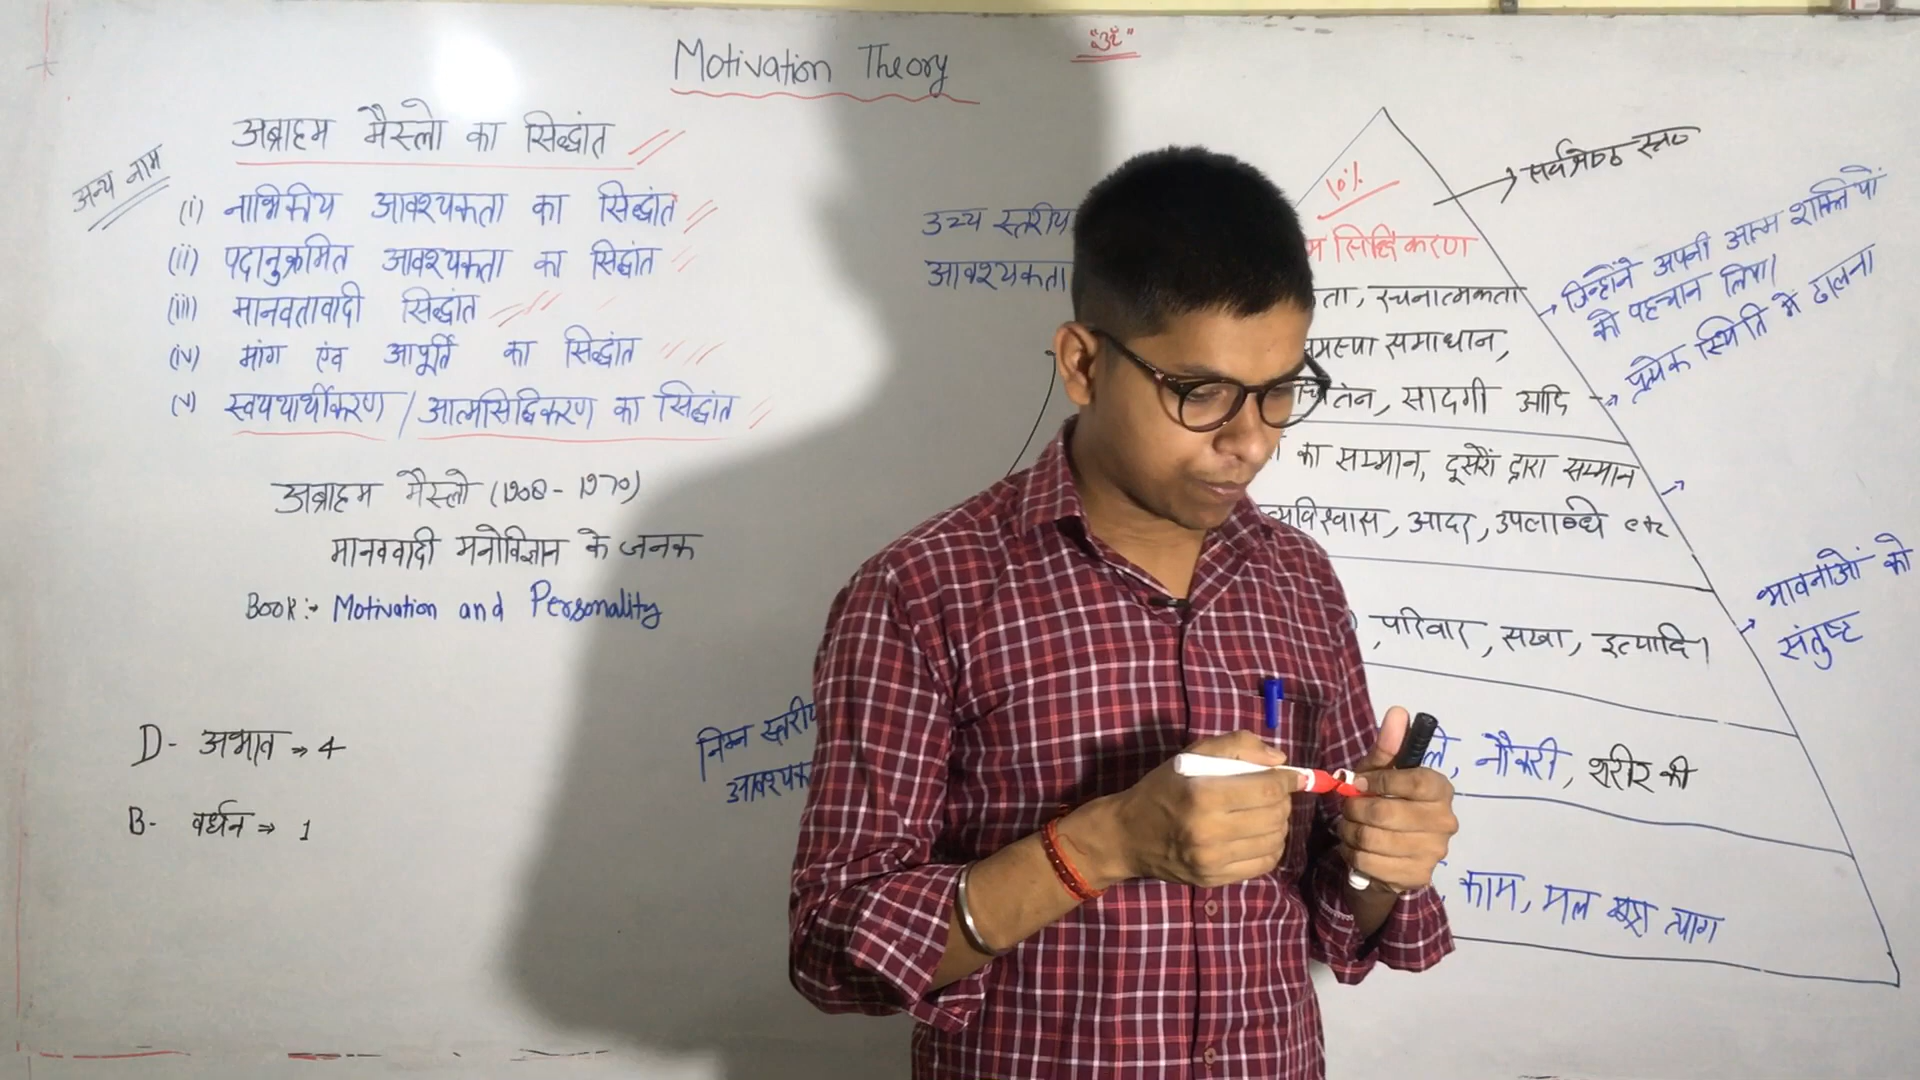 Motivation Theory
"ॐ"
अब्राहम मैस्लो का सिद्धांत
अन्य नाम
(i) नाभिकीय आवश्यकता का सिद्धांत
(ii) पदानुक्रमित आवश्यकता का सिद्धांत
(iii) मानवतावादी सिद्धांत
(iv) मांग एंव आपूर्ति का सिद्धांत
(v) स्वयथार्थीकरण / आत्मसिद्धिकरण का सिद्धांत
अब्राहम मैस्लो (1908 - 1970)
मानववादी मनोविज्ञान के जनक
Book :- Motivation and Personality
D- अभाव → 4
B- वर्धन → 1
उच्च स्तरीय
आवश्यकता
निम्न स्तरीय
10%
सिद्धिकरण
रचनात्मकता
समाधान,
सादगी आदि
का सम्मान, दूसरों द्वारा सम्मान
आदर, उपलब्धि etc
, परिवार, सखा, इत्यादि।
नौकरी, शरीर की
काम, मल मूत्र त्याग
सर्वश्रेष्ठ स्तर
जिन्होंने अपनी आत्म शक्तियों
को पहचान लिया।
प्रत्येक स्थिति में ढालना
भावनाओं को
संतुष्ट